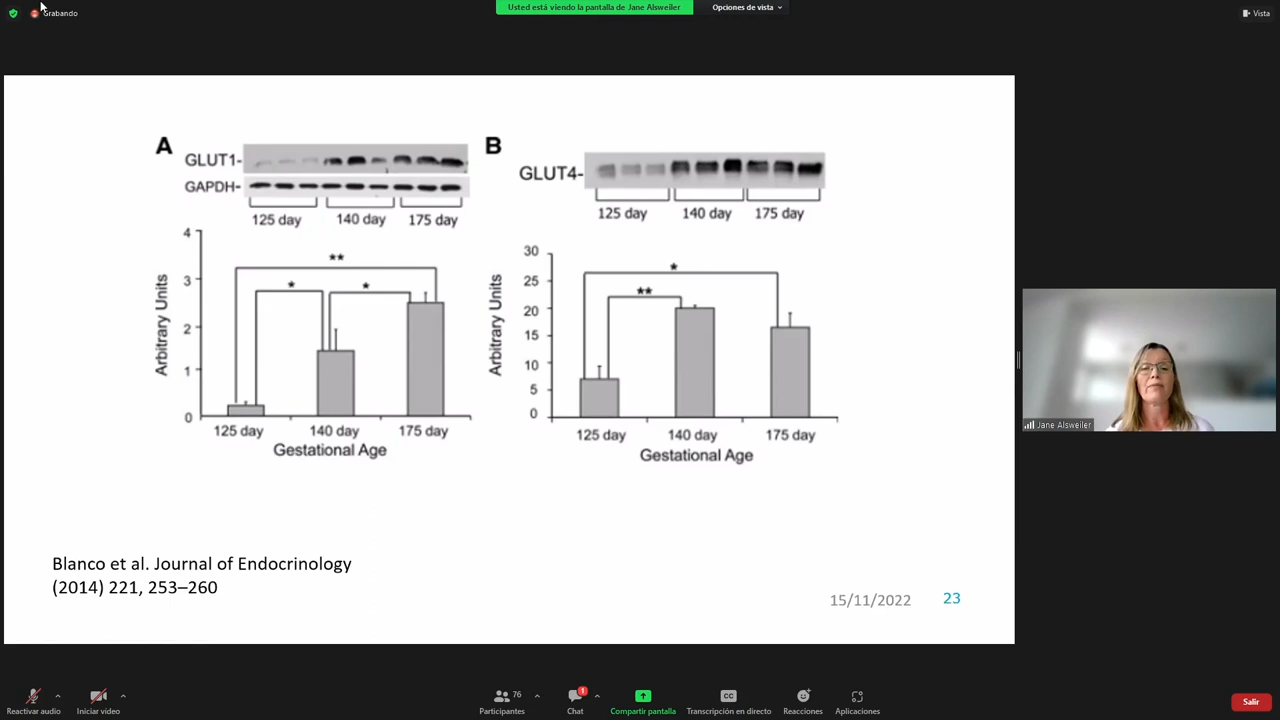 Grabando
Usted está viendo la pantalla de Jane Alsweiler
Opciones de vista
Vista
A
GLUT1-
GAPDH-
125 day 140 day 175 day
4
3
2
1
0
Arbitrary Units
**
* *
125 day 140 day 175 day
Gestational Age
B
GLUT4-
125 day 140 day 175 day
30
25
20
15
10
5
0
Arbitrary Units
*
**
125 day 140 day 175 day
Gestational Age
Blanco et al. Journal of Endocrinology
(2014) 221, 253–260
15/11/2022 23
Jane Alsweiler
Reactivar audio
Iniciar video
76
Participantes
1
Chat
Compartir pantalla
CC
Transcripción en directo
Reacciones
Aplicaciones
Salir